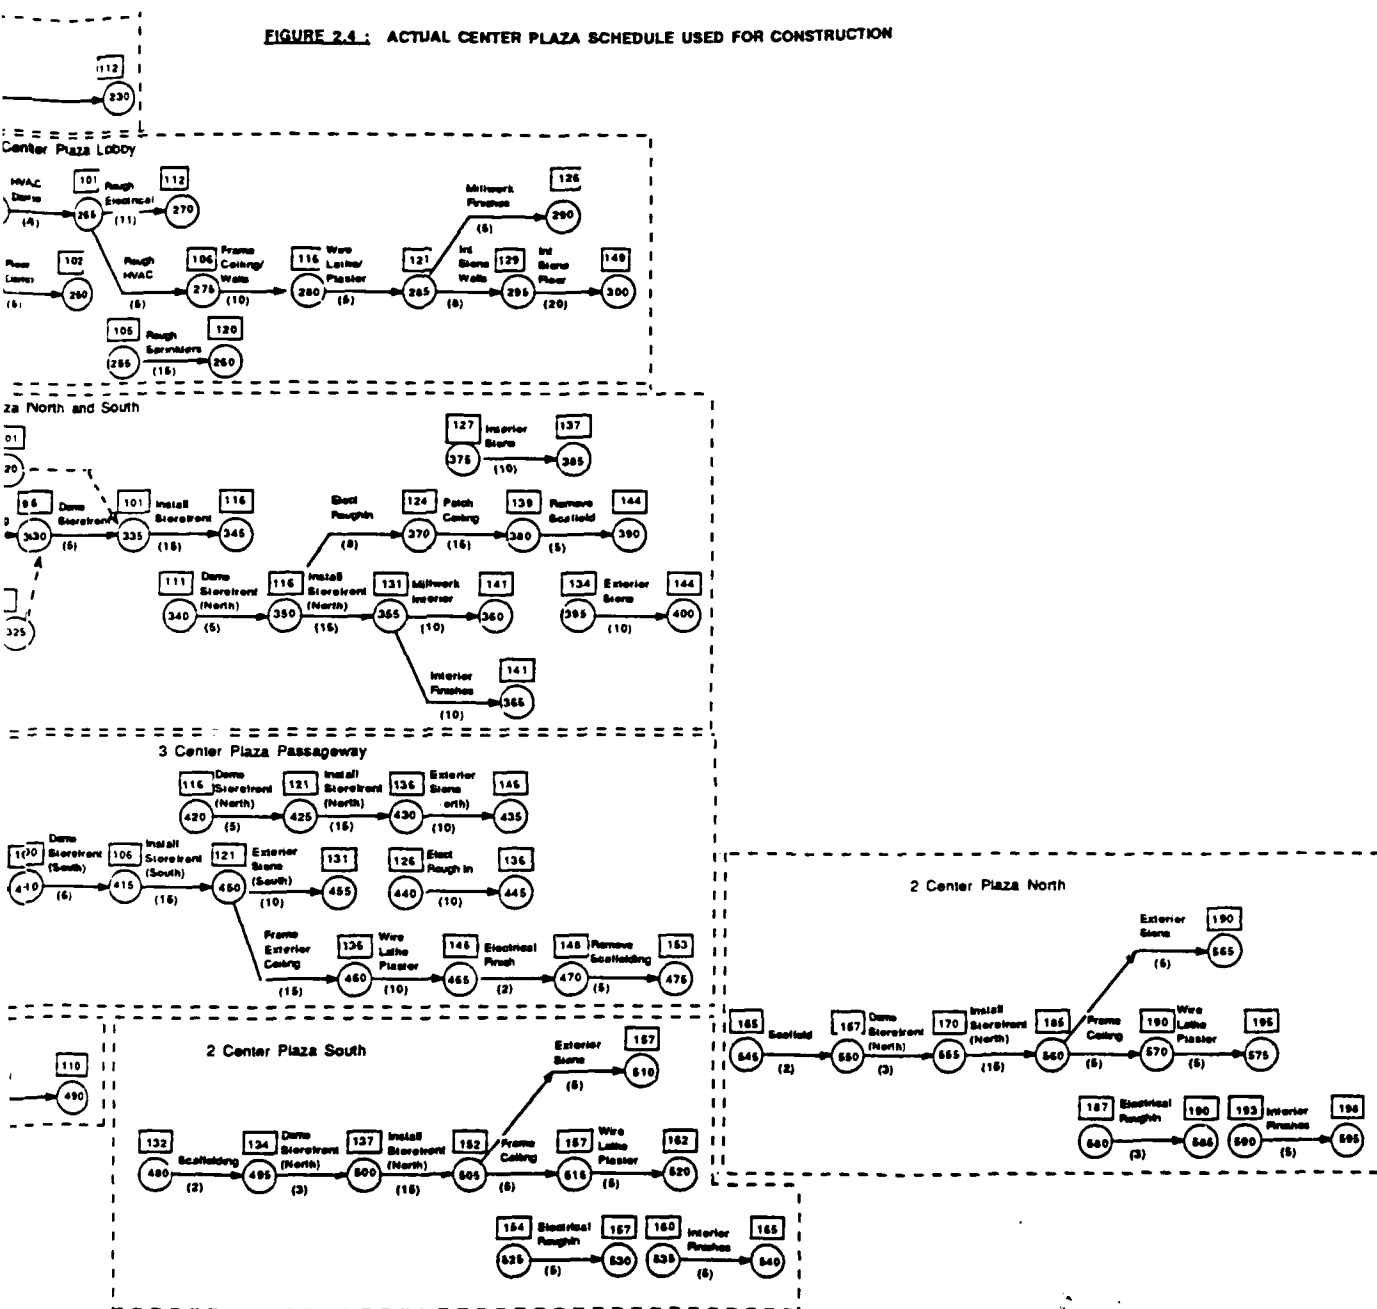 FIGURE 2.4 : ACTUAL CENTER PLAZA SCHEDULE USED FOR CONSTRUCTION
112
230
Center Plaza Lobby
HVAC
Demo
(4)
101
265
Rough
Electrical
(11)
112
270
Millwork
Finishes
(5)
126
290
Floor
(5)
102
250
Rough
HVAC
(5)
106
275
Frame
Ceiling/
Walls
(10)
116
280
Wire
Lathe/
Plaster
(5)
121
285
Int
Stone
Walls
(8)
129
295
Int
Stone
Floor
(20)
149
300
105
255
Rough
Sprinklers
(15)
120
260
za North and South
01
20
127
375
Interior
Stone
(10)
137
385
96
330
Demo
Storefront
(5)
101
335
Install
Storefront
(15)
116
345
Elect
Roughin
(8)
124
370
Patch
Ceiling
(15)
139
380
Remove
Scaffold
(5)
144
390
325
111
340
Demo
Storefront
(North)
(5)
116
350
Install
Storefront
(North)
(15)
131
355
Millwork
Interior
(10)
141
360
134
395
Exterior
Stone
(10)
144
400
Interior
Finishes
(10)
141
365
3 Center Plaza Passageway
116
420
Demo
Storefront
(North)
(5)
121
425
Install
Storefront
(North)
(15)
136
430
Exterior
Stone
orth)
(10)
146
435
100
410
Demo
Storefront
(South)
(5)
106
415
Install
Storefront
(South)
(15)
121
450
Exterior
Stone
(South)
(10)
131
455
126
440
Elect
Rough In
(10)
136
445
Frame
Exterior
Ceiling
(15)
136
460
Wire
Lathe
Plaster
(10)
146
465
Electrical
Finish
(2)
148
470
Remove
Scaffolding
(5)
153
475
110
490
2 Center Plaza South
Exterior
Stone
(5)
157
510
132
480
Scaffolding
(2)
134
495
Demo
Storefront
(North)
(3)
137
500
Install
Storefront
(North)
(15)
152
505
Frame
Ceiling
(5)
157
515
Wire
Lathe
Plaster
(5)
162
520
154
525
Electrical
Roughin
(5)
157
530
160
535
Interior
Finishes
(5)
165
540
2 Center Plaza North
Exterior
Stone
(5)
190
565
165
545
Scaffold
(2)
167
550
Demo
Storefront
(North)
(3)
170
555
Install
Storefront
(North)
(15)
185
560
Frame
Ceiling
(5)
190
570
Wire
Lathe
Plaster
(5)
195
575
187
580
Electrical
Roughin
(3)
190
585
193
590
Interior
Finishes
(5)
198
595